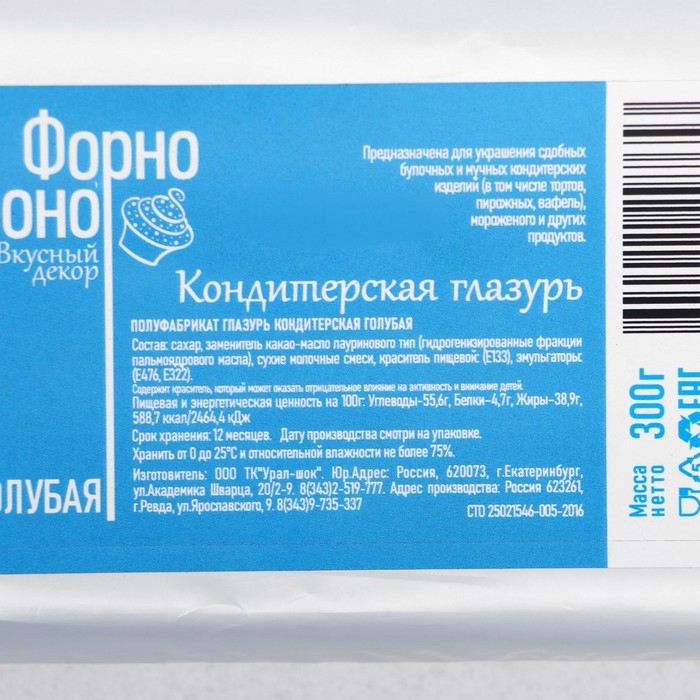 Форно
оно
Вкусный
декор
Предназначена для украшения сдобных
булочных и мучных кондитерских
изделий (в том числе тортов,
пирожных, вафель),
мороженого и других
продуктов.
Кондитерская глазурь
ПОЛУФАБРИКАТ ГЛАЗУРЬ КОНДИТЕРСКАЯ ГОЛУБАЯ
Состав: сахар, заменитель какао-масло лауринового тип (гидрогенизированные фракции
пальмоядрового масла), сухие молочные смеси, краситель пищевой: (Е133), эмульгаторы:
(Е476, Е322).
Содержит краситель, который может оказать отрицательное влияние на активность и внимание детей.
Пищевая и энергетическая ценность на 100г: Углеводы-55,6г, Белки-4,7г, Жиры-38,9г,
588,7 ккал/2464,4 кДж
Срок хранения: 12 месяцев. Дату производства смотри на упаковке.
Хранить от 0 до 25°С и относительной влажности не более 75%.
Изготовитель: ООО ТК"Урал-шок". Юр.Адрес: Россия, 620073, г.Екатеринбург,
ул.Академика Шварца, 20/2-9. 8(343)2-519-777. Адрес производства: Россия 623261,
г.Ревда, ул.Ярославского, 9. 8(343)9-735-337
СТО 25021546-005-2016
ОЛУБАЯ
Масса
нетто 300г
EAC